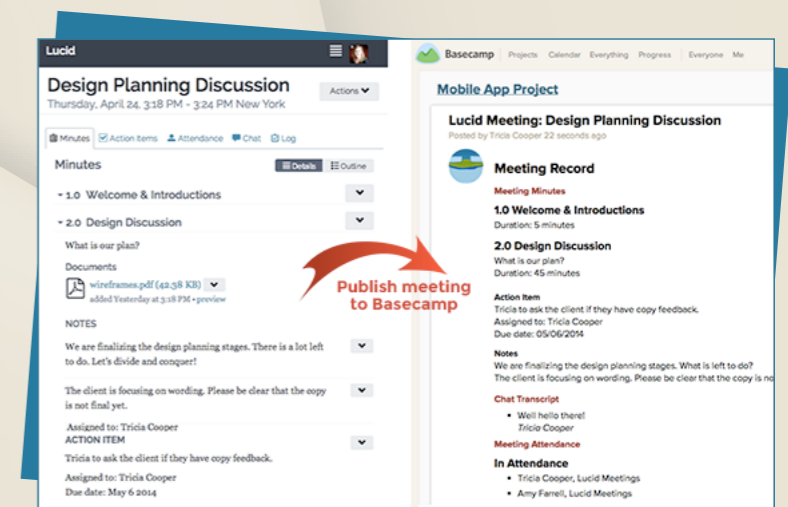 Lucid
Design Planning Discussion
Actions
Thursday, April 24, 3:18 PM - 3:24 PM New York
Minutes Action Items Attendance Chat Log
Minutes
Details Outline
1.0 Welcome & Introductions
2.0 Design Discussion
What is our plan?
Documents
wireframes.pdf (42.38 KB)
added Yesterday at 3:18 PM • preview
NOTES
We are finalizing the design planning stages. There is a lot left
to do. Let's divide and conquer!
The client is focusing on wording. Please be clear that the copy
is not final yet.
Assigned to: Tricia Cooper
ACTION ITEM
Tricia to ask the client if they have copy feedback.
Assigned to: Tricia Cooper
Due date: May 6 2014
Publish meeting
to Basecamp
Basecamp Projects Calendar Everything Progress Everyone Me
Mobile App Project
Lucid Meeting: Design Planning Discussion
Posted by Tricia Cooper 22 seconds ago
Meeting Record
Meeting Minutes
1.0 Welcome & Introductions
Duration: 5 minutes
2.0 Design Discussion
What is our plan?
Duration: 45 minutes
Action Item
Tricia to ask the client if they have copy feedback.
Assigned to: Tricia Cooper
Due date: 05/06/2014
Notes
We are finalizing the design planning stages. What is left to do?
The client is focusing on wording. Please be clear that the copy is no
Chat Transcript
• Well hello there!
Tricia Cooper
Meeting Attendance
In Attendance
• Tricia Cooper, Lucid Meetings
• Amy Farrell, Lucid Meetings